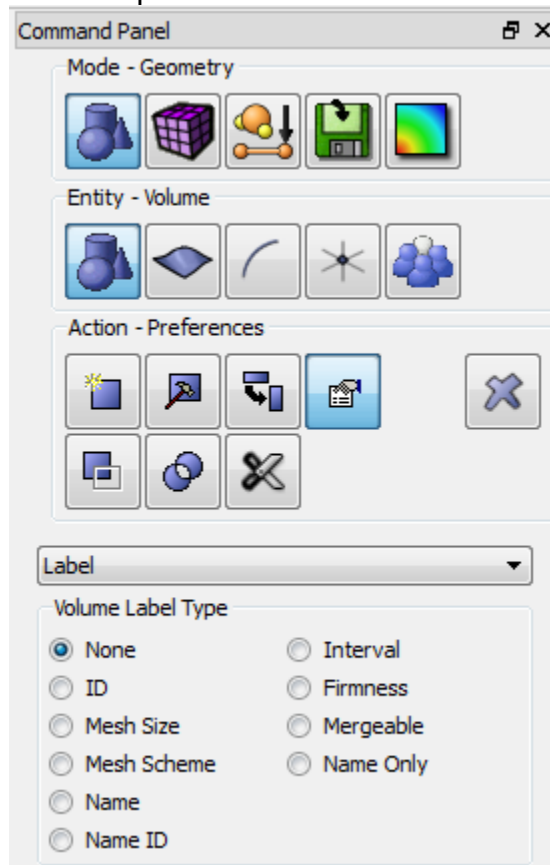 Command Panel
Mode - Geometry
Entity - Volume
Action - Preferences
Label
Volume Label Type
None
Interval
ID
Firmness
Mesh Size
Mergeable
Mesh Scheme
Name Only
Name
Name ID